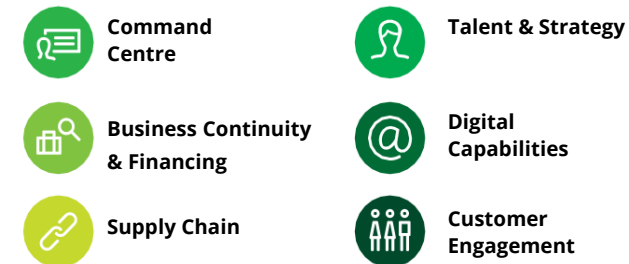 Command
Centre
Talent & Strategy
Business Continuity
& Financing
Digital
Capabilities
Supply Chain
Customer
Engagement